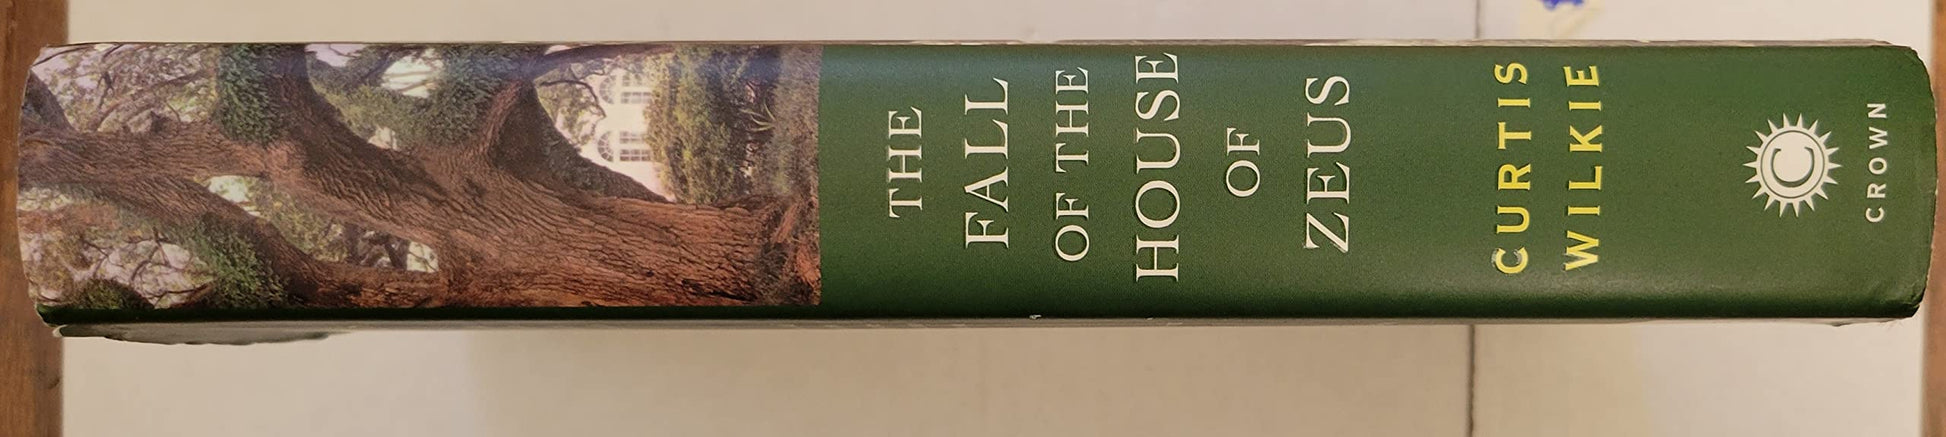 THE
FALL
OF THE
HOUSE
OF
ZEUS
CURTIS
WILKIE
C
CROWN